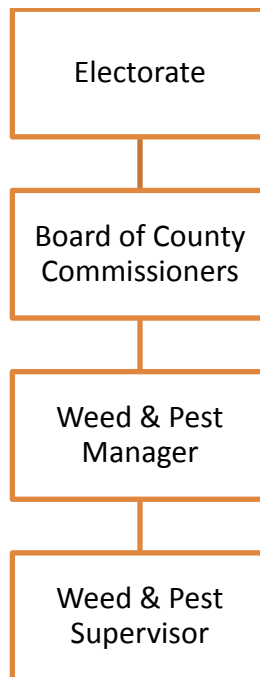 Electorate
Board of County
Commissioners
Weed & Pest
Manager
Weed & Pest
Supervisor